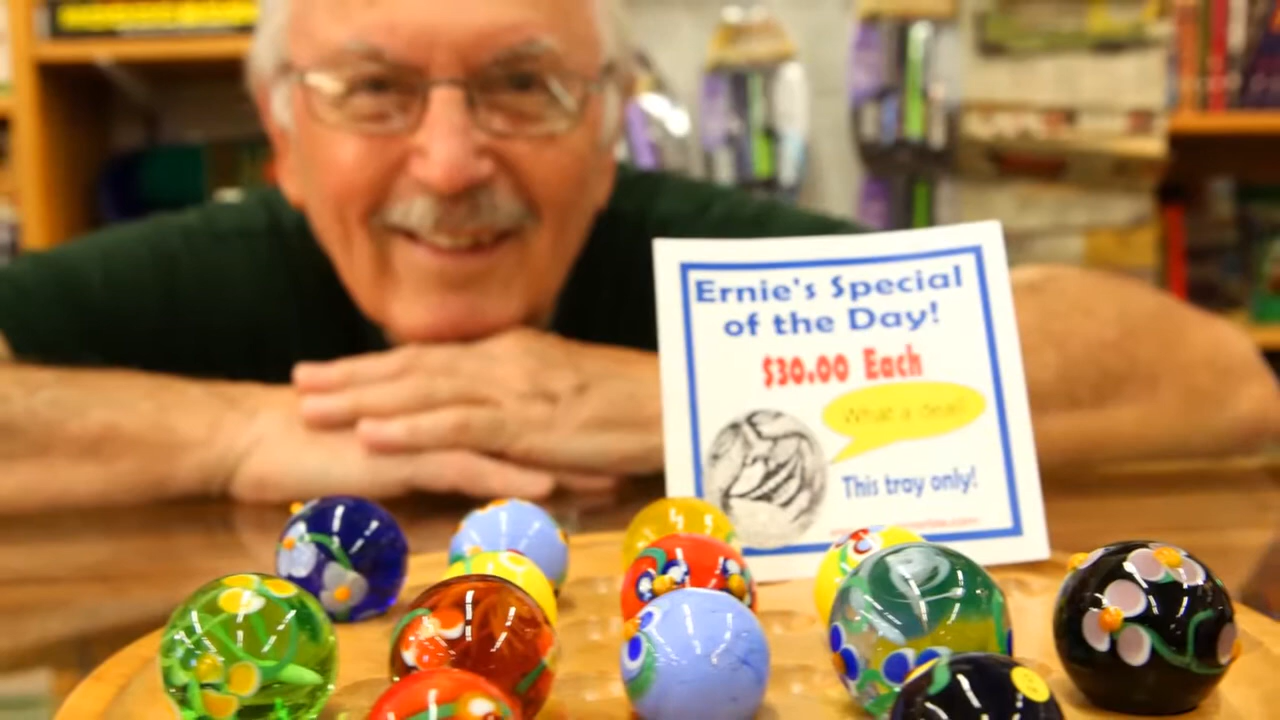 Ernie's Special
of the Day!
$30.00 Each
What a deal!
This tray only!